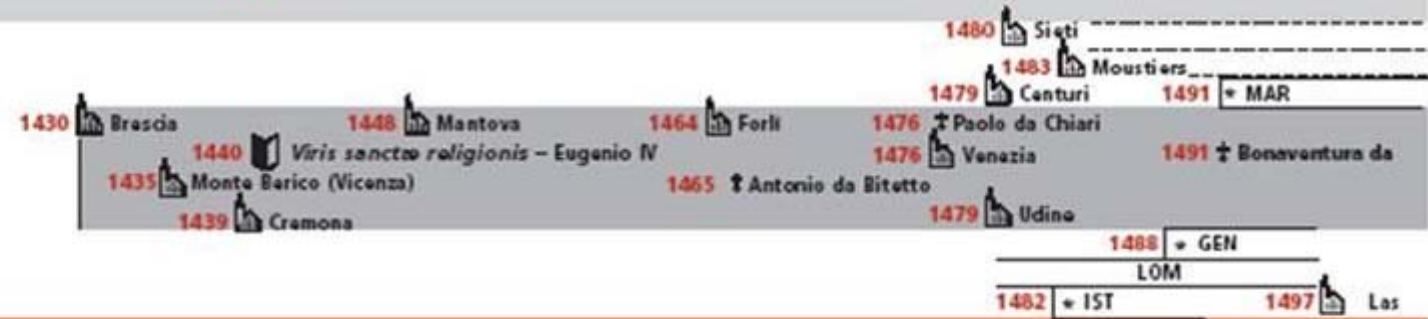 1480 Sieti
1483 Moustiers
1479 Centuri
1491 * MAR
1430 Brescia
1448 Mantova
1464 Forlì
1476 ‡ Paolo da Chiari
1440 Viris sanctæ religionis – Eugenio IV
1476 Venezia
1491 ‡ Bonaventura da
1435 Monte Berico (Vicenza)
1465 ‡ Antonio da Bitetto
1439 Cremona
1479 Udine
1488 * GEN
LOM
1482 * IST
1497 Las